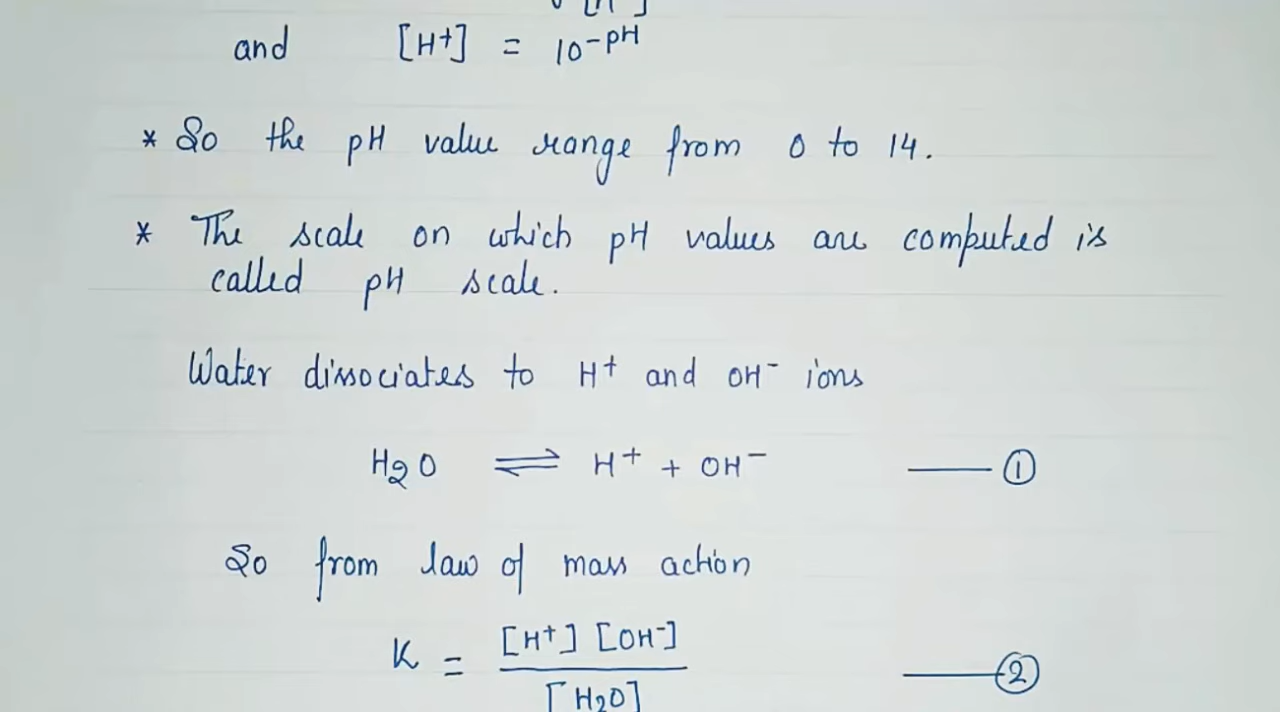 and [H+] = 10^-pH
* So the pH value range from 0 to 14.
* The scale on which pH values are computed is
called pH scale.
Water dissociates to H+ and OH- ions
H2O ⇌ H+ + OH- —— ①
So from law of mass action
K = [H+] [OH-] / [H2O] —— ②